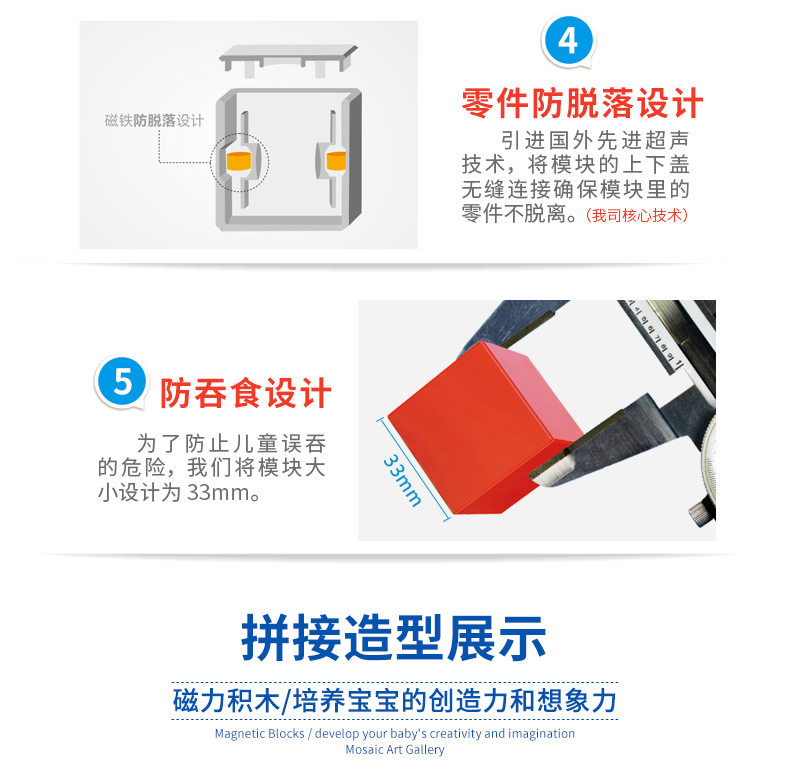 4
零件防脱落设计
磁铁防脱落设计
引进国外先进超声
技术，将模块的上下盖
无缝连接确保模块里的
零件不脱离。（我司核心技术）
5
防吞食设计
为了防止儿童误吞
的危险，我们将模块大
小设计为 33mm。
33mm
拼接造型展示
磁力积木/培养宝宝的创造力和想象力
Magnetic Blocks / develop your baby's creativity and imagination
Mosaic Art Gallery